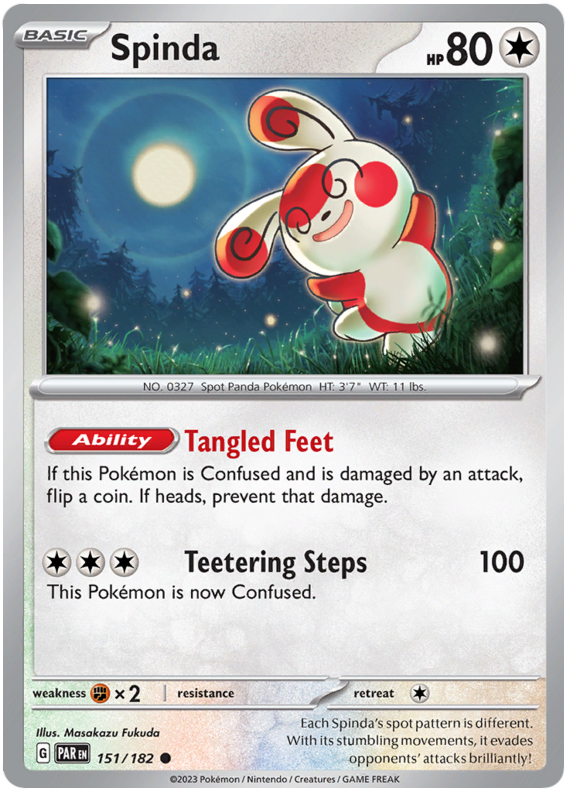 BASIC
Spinda
HP 80
NO. 0327 Spot Panda Pokémon HT: 3'7" WT: 11 lbs.
Ability Tangled Feet
If this Pokémon is Confused and is damaged by an attack,
flip a coin. If heads, prevent that damage.
Teetering Steps 100
This Pokémon is now Confused.
weakness ×2 resistance retreat
Illus. Masakazu Fukuda
G PAR EN 151/182
Each Spinda's spot pattern is different.
With its stumbling movements, it evades
opponents' attacks brilliantly!
©2023 Pokémon / Nintendo / Creatures / GAME FREAK